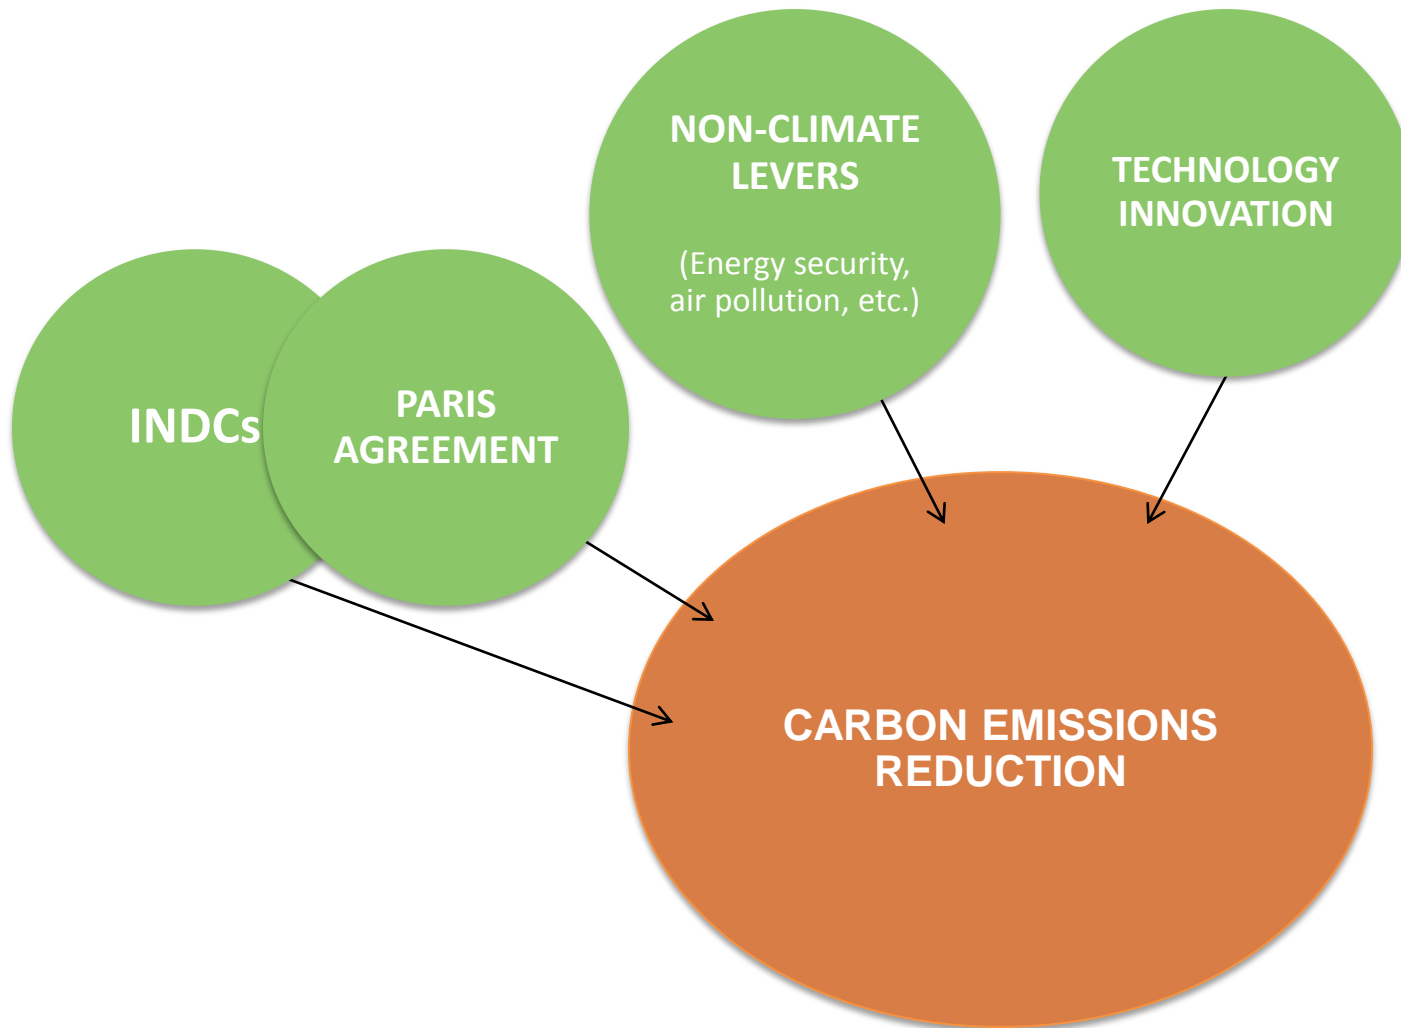 NON-CLIMATE
LEVERS
(Energy security,
air pollution, etc.)
TECHNOLOGY
INNOVATION
INDCs
PARIS
AGREEMENT
CARBON EMISSIONS
REDUCTION